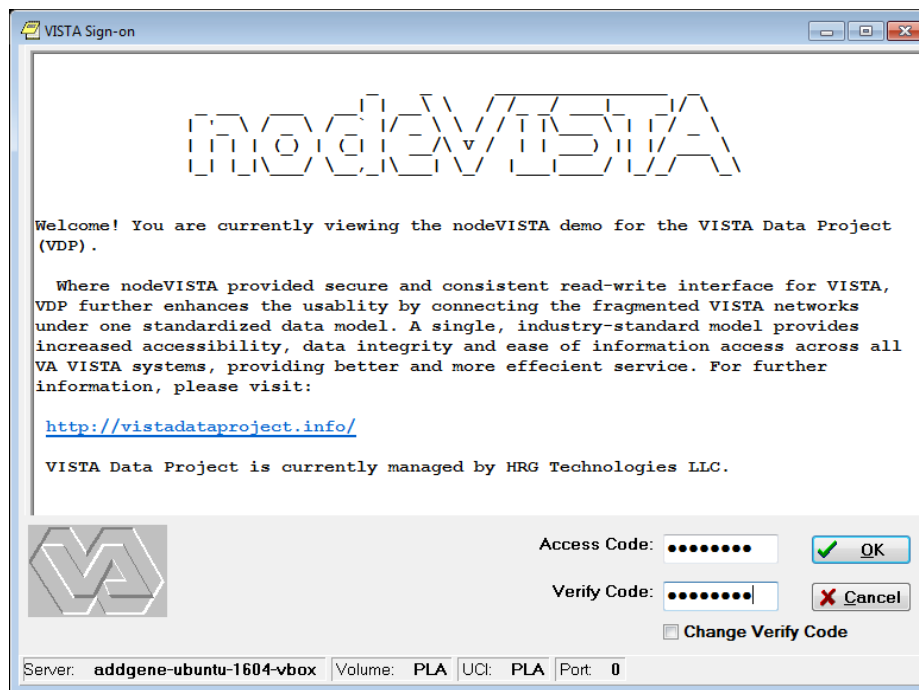 VISTA Sign-on
nodeVISTA
Welcome! You are currently viewing the nodeVISTA demo for the VISTA Data Project
(VDP).
Where nodeVISTA provided secure and consistent read-write interface for VISTA,
VDP further enhances the usablity by connecting the fragmented VISTA networks
under one standardized data model. A single, industry-standard model provides
increased accessibility, data integrity and ease of information access across all
VA VISTA systems, providing better and more effecient service. For further
information, please visit:
http://vistadataproject.info/
VISTA Data Project is currently managed by HRG Technologies LLC.
VA
Access Code: ●●●●●●●●
OK
Verify Code: ●●●●●●●●
Cancel
Change Verify Code
Server: addgene-ubuntu-1604-vbox Volume: PLA UCI: PLA Port: 0